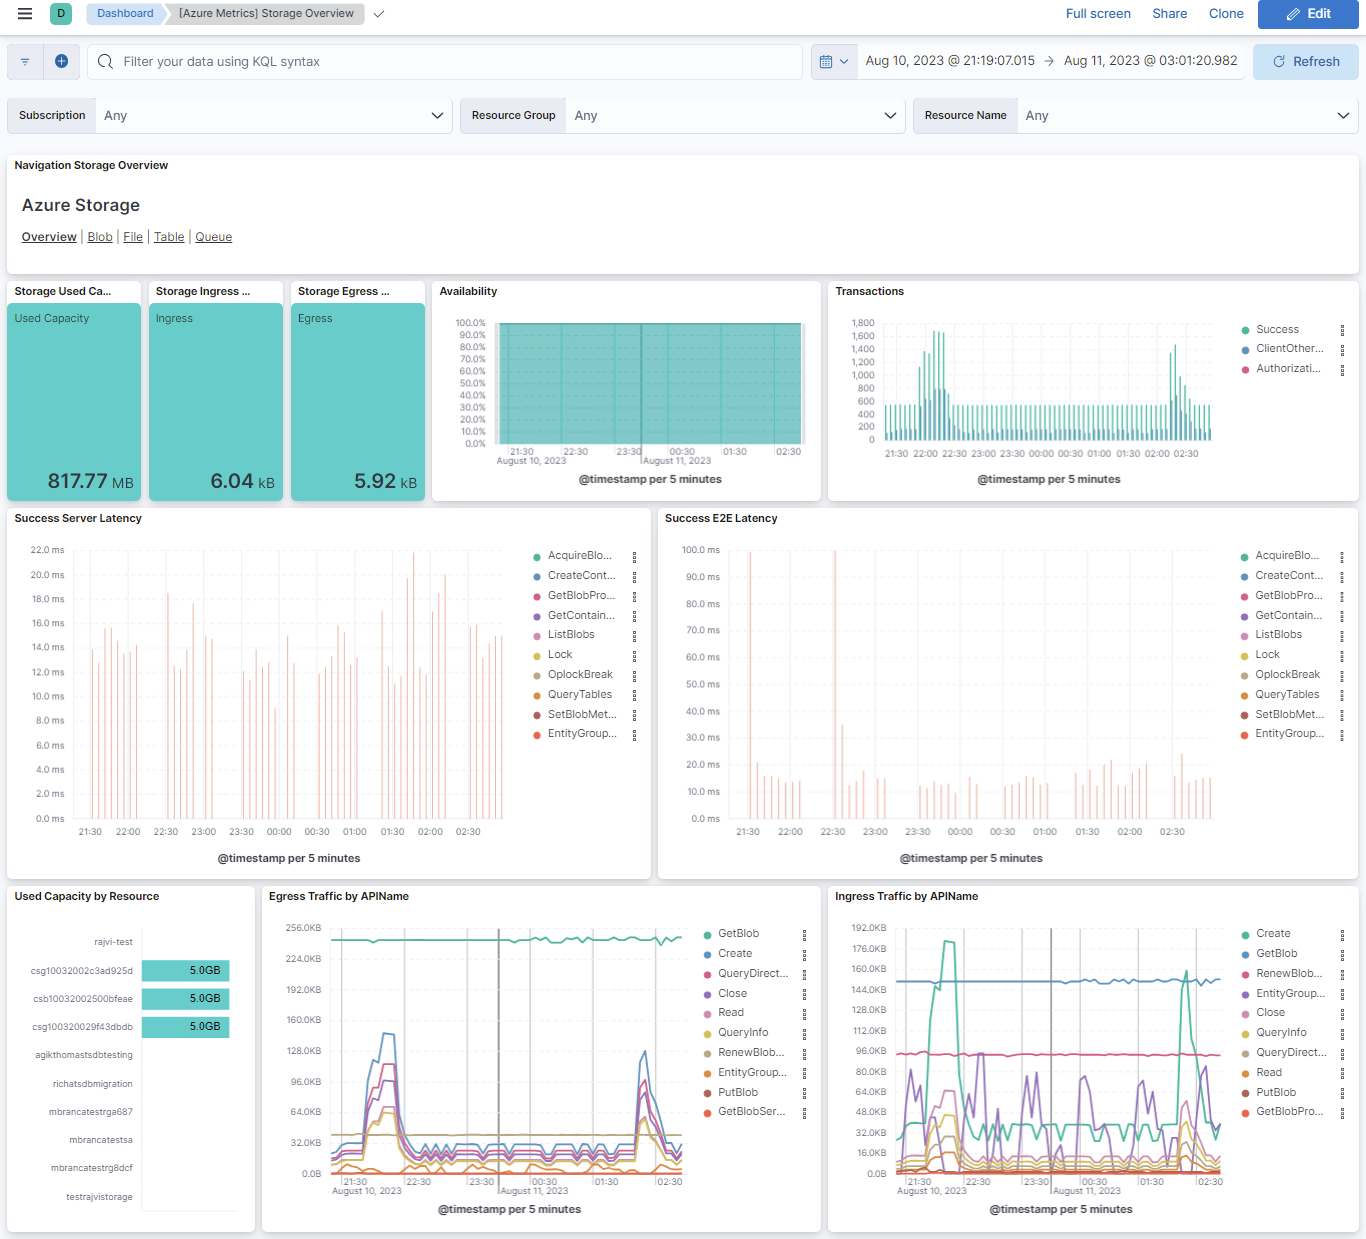 D Dashboard [Azure Metrics] Storage Overview Full screen Share Clone Edit
Filter your data using KQL syntax Aug 10, 2023 @ 21:19:07.015 → Aug 11, 2023 @ 03:01:20.982 Refresh
Subscription Any Resource Group Any Resource Name Any
Navigation Storage Overview
Azure Storage
Overview | Blob | File | Table | Queue
Storage Used Ca...
Used Capacity
817.77 MB
Storage Ingress ...
Ingress
6.04 kB
Storage Egress ...
Egress
5.92 kB
Availability
100.0%
90.0%
80.0%
70.0%
60.0%
50.0%
40.0%
30.0%
20.0%
10.0%
0.0%
21:30 22:30 23:30 00:30 01:30 02:30
August 10, 2023 August 11, 2023
@timestamp per 5 minutes
Transactions
1,800
1,600
1,400
1,200
1,000
800
600
400
200
0
21:30 22:00 22:30 23:00 23:30 00:00 00:30 01:00 01:30 02:00 02:30
@timestamp per 5 minutes
Success
ClientOther...
Authorizati...
Success Server Latency
22.0 ms
20.0 ms
18.0 ms
16.0 ms
14.0 ms
12.0 ms
10.0 ms
8.0 ms
6.0 ms
4.0 ms
2.0 ms
0.0 ms
21:30 22:00 22:30 23:00 23:30 00:00 00:30 01:00 01:30 02:00 02:30
@timestamp per 5 minutes
AcquireBlo...
CreateCont...
GetBlobPro...
GetContain...
ListBlobs
Lock
OplockBreak
QueryTables
SetBlobMet...
EntityGroup...
Success E2E Latency
100.0 ms
90.0 ms
80.0 ms
70.0 ms
60.0 ms
50.0 ms
40.0 ms
30.0 ms
20.0 ms
10.0 ms
0.0 ms
21:30 22:00 22:30 23:00 23:30 00:00 00:30 01:00 01:30 02:00 02:30
@timestamp per 5 minutes
AcquireBlo...
CreateCont...
GetBlobPro...
GetContain...
ListBlobs
Lock
OplockBreak
QueryTables
SetBlobMet...
EntityGroup...
Used Capacity by Resource
rajvi-test
csg10032002c3ad925d 5.0GB
csb10032002500bfeae 5.0GB
csg100320029f43dbdb 5.0GB
agikthomastsdbtesting
richatsdbmigration
mbrancatestrga687
mbrancatestsa
mbrancatestrg8dcf
testrajvistorage
Egress Traffic by APIName
256.0KB
224.0KB
192.0KB
160.0KB
128.0KB
96.0KB
64.0KB
32.0KB
0.0B
21:30 22:30 23:30 00:30 01:30 02:30
August 10, 2023 August 11, 2023
@timestamp per 5 minutes
GetBlob
Create
QueryDirect...
Close
Read
QueryInfo
RenewBlob...
EntityGroup...
PutBlob
GetBlobSer...
Ingress Traffic by APIName
192.0KB
176.0KB
160.0KB
144.0KB
128.0KB
112.0KB
96.0KB
80.0KB
64.0KB
48.0KB
32.0KB
16.0KB
0.0B
21:30 22:30 23:30 00:30 01:30 02:30
August 10, 2023 August 11, 2023
@timestamp per 5 minutes
Create
GetBlob
RenewBlob...
EntityGroup...
Close
QueryInfo
QueryDirect...
Read
PutBlob
GetBlobPro...